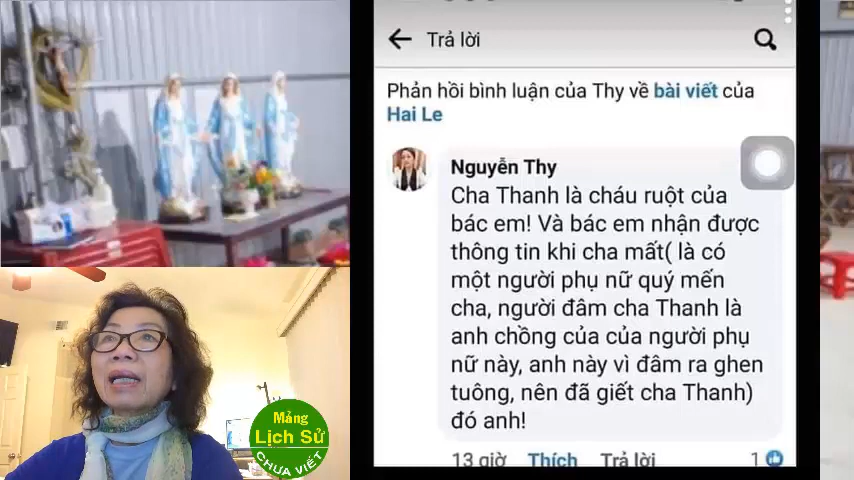 Trả lời
Phản hồi bình luận của Thy về bài viết của
Hai Le
Nguyễn Thy
Cha Thanh là cháu ruột của
bác em! Và bác em nhận được
thông tin khi cha mất( là có
một người phụ nữ quý mến
cha, người đâm cha Thanh là
anh chồng của của người phụ
nữ này, anh này vì đâm ra ghen
tuông, nên đã giết cha Thanh)
đó anh!
13 giờ Thích Trả lời 1
Mảng
Lịch Sử
CHƯA VIẾT